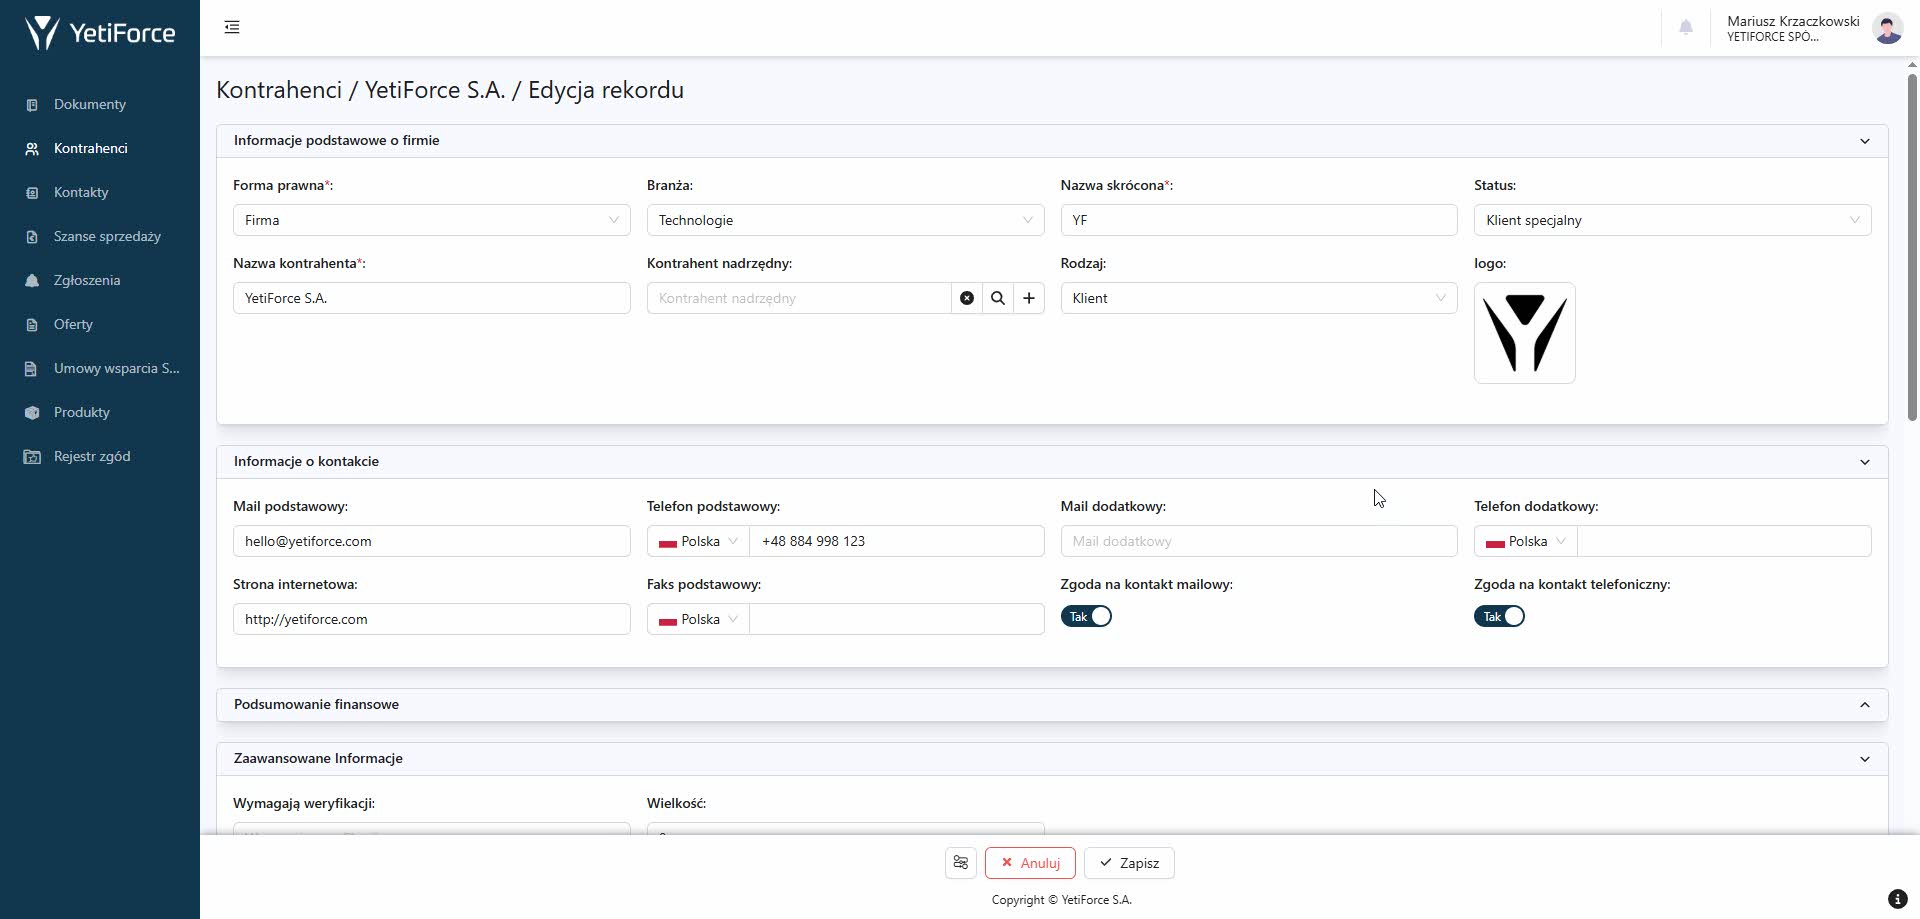 YetiForce
Mariusz Krzaczkowski
YETIFORCE SPÓ...
Dokumenty
Kontrahenci
Kontakty
Szanse sprzedaży
Zgłoszenia
Oferty
Umowy wsparcia S...
Produkty
Rejestr zgód
Kontrahenci / YetiForce S.A. / Edycja rekordu
Informacje podstawowe o firmie
Forma prawna*: Branża: Nazwa skrócona*: Status:
Firma Technologie YF Klient specjalny
Nazwa kontrahenta*: Kontrahent nadrzędny: Rodzaj: logo:
YetiForce S.A. Kontrahent nadrzędny Klient
Informacje o kontakcie
Mail podstawowy: Telefon podstawowy: Mail dodatkowy: Telefon dodatkowy:
hello@yetiforce.com Polska +48 884 998 123 Mail dodatkowy Polska
Strona internetowa: Faks podstawowy: Zgoda na kontakt mailowy: Zgoda na kontakt telefoniczny:
http://yetiforce.com Polska Tak Tak
Podsumowanie finansowe
Zaawansowane Informacje
Wymagają weryfikacji: Wielkość:
Anuluj Zapisz
Copyright © YetiForce S.A.